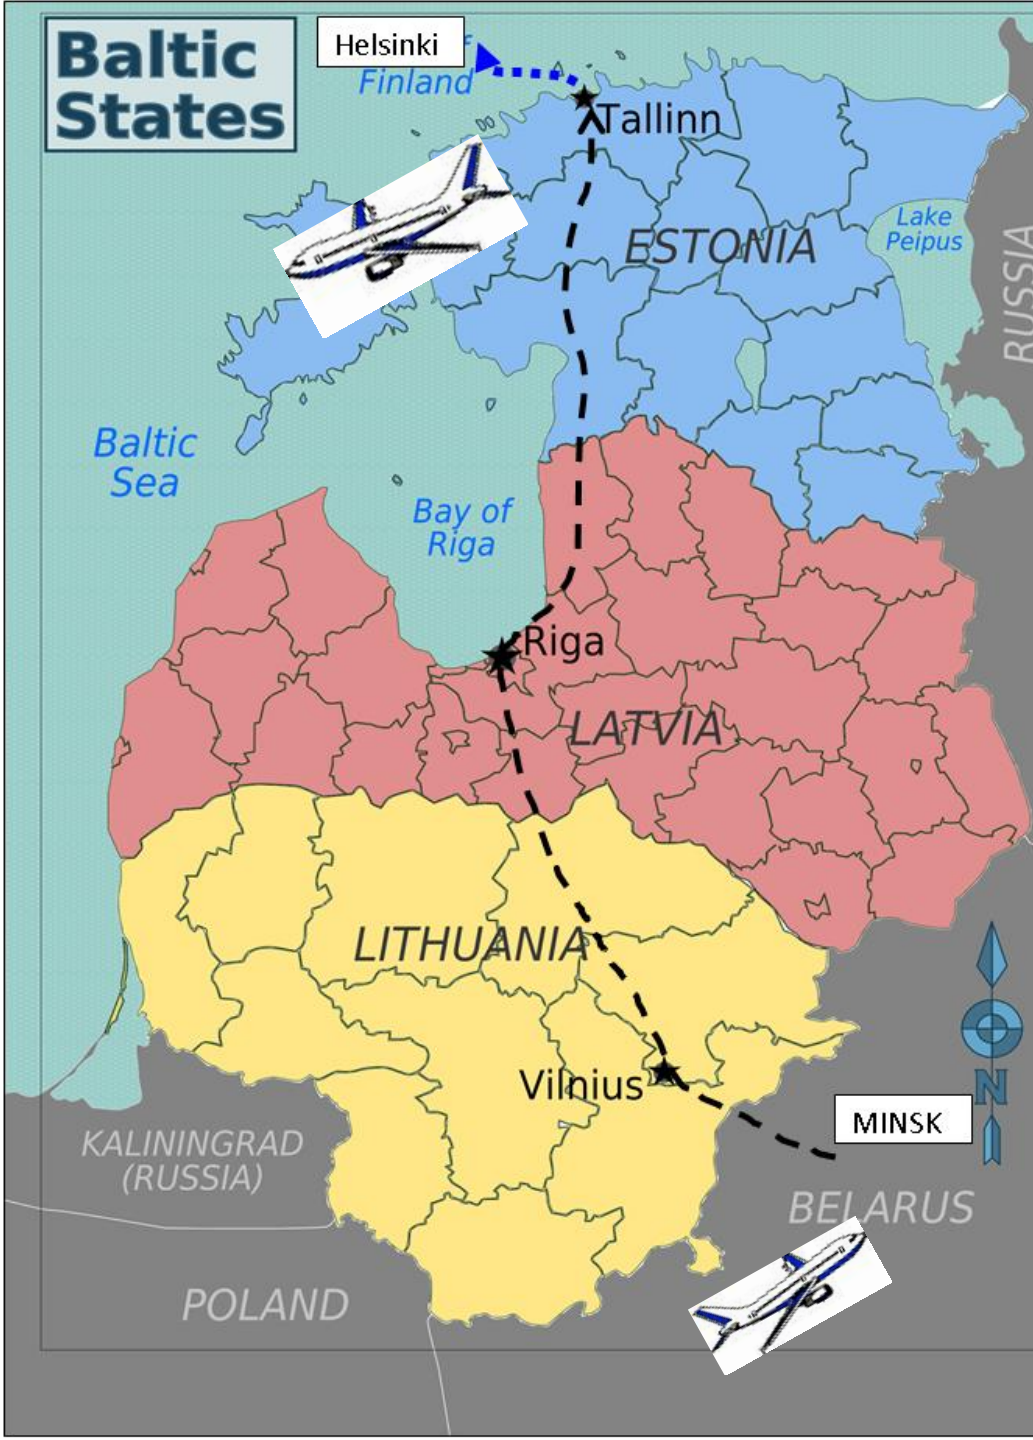 Baltic
States
Helsinki
Finland
Tallinn
ESTONIA
Lake
Peipus
RUSSIA
Baltic
Sea
Bay of
Riga
Riga
LATVIA
LITHUANIA
Vilnius
N
MINSK
KALININGRAD
(RUSSIA)
BELARUS
POLAND